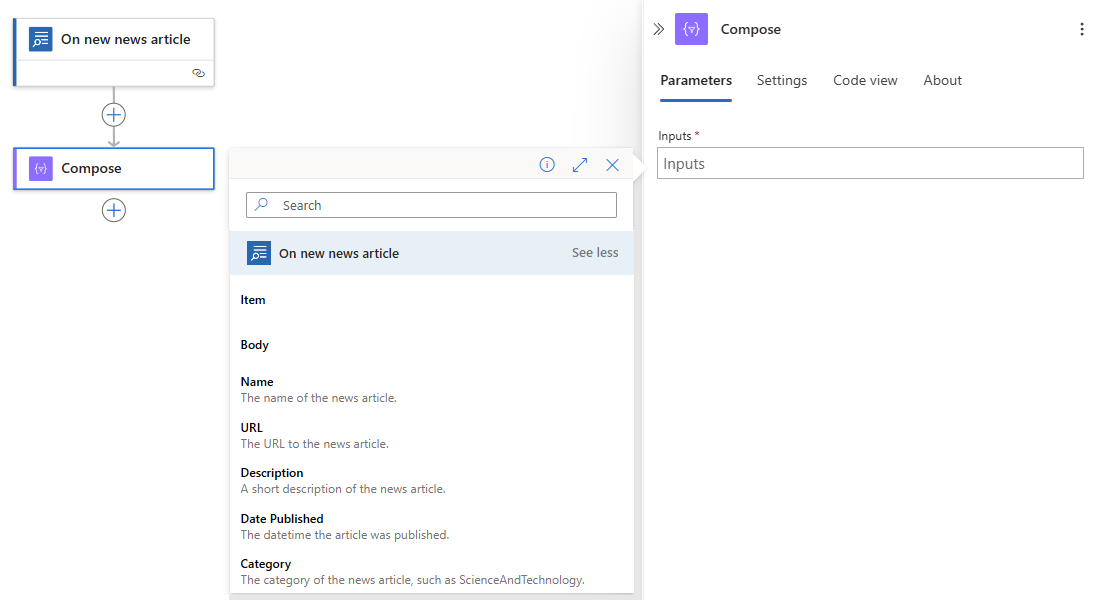 On new news article
Compose
Search
On new news article See less
Item
Body
Name
The name of the news article.
URL
The URL to the news article.
Description
A short description of the news article.
Date Published
The datetime the article was published.
Category
The category of the news article, such as ScienceAndTechnology.
Compose
Parameters Settings Code view About
Inputs *
Inputs